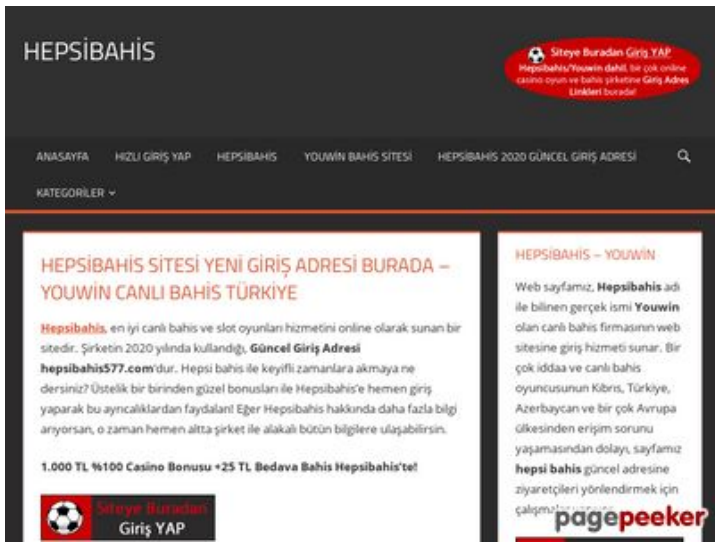 HEPSİBAHİS
Siteye Buradan Giriş YAP
Hepsibahis/Youwin dahil, bir çok online
casino oyun ve bahis şirketine Giriş Adres
Linkleri burada!
ANASAYFA HIZLI GİRİŞ YAP HEPSİBAHİS YOUWİN BAHİS SİTESİ HEPSİBAHİS 2020 GÜNCEL GİRİŞ ADRESİ
KATEGORİLER
HEPSİBAHİS SİTESİ YENİ GİRİŞ ADRESİ BURADA –
YOUWİN CANLI BAHİS TÜRKİYE
Hepsibahis, en iyi canlı bahis ve slot oyunları hizmetini online olarak sunan bir
sitedir. Şirketin 2020 yılında kullandığı, Güncel Giriş Adresi
hepsibahis577.com'dur. Hepsi bahis ile keyifli zamanlara akmaya ne
dersiniz? Üstelik bir birinden güzel bonusları ile Hepsibahis'e hemen giriş
yaparak bu ayrıcalıklardan faydalan! Eğer Hepsibahis hakkında daha fazla bilgi
arıyorsan, o zaman hemen altta şirket ile alakalı bütün bilgilere ulaşabilirsin.
1.000 TL %100 Casino Bonusu +25 TL Bedava Bahis Hepsibahis'te!
Siteye Buradan
Giriş YAP
HEPSİBAHİS – YOUWİN
Web sayfamız, Hepsibahis adı
ile bilinen gerçek ismi Youwin
olan canlı bahis firmasının web
sitesine giriş hizmeti sunar. Bir
çok iddaa ve canlı bahis
oyuncusunun Kıbrıs, Türkiye,
Azerbaycan ve bir çok Avrupa
ülkesinden erişim sorunu
yaşamasından dolayı, sayfamız
hepsi bahis güncel adresine
ziyaretçileri yönlendirmek için
pagepeeker